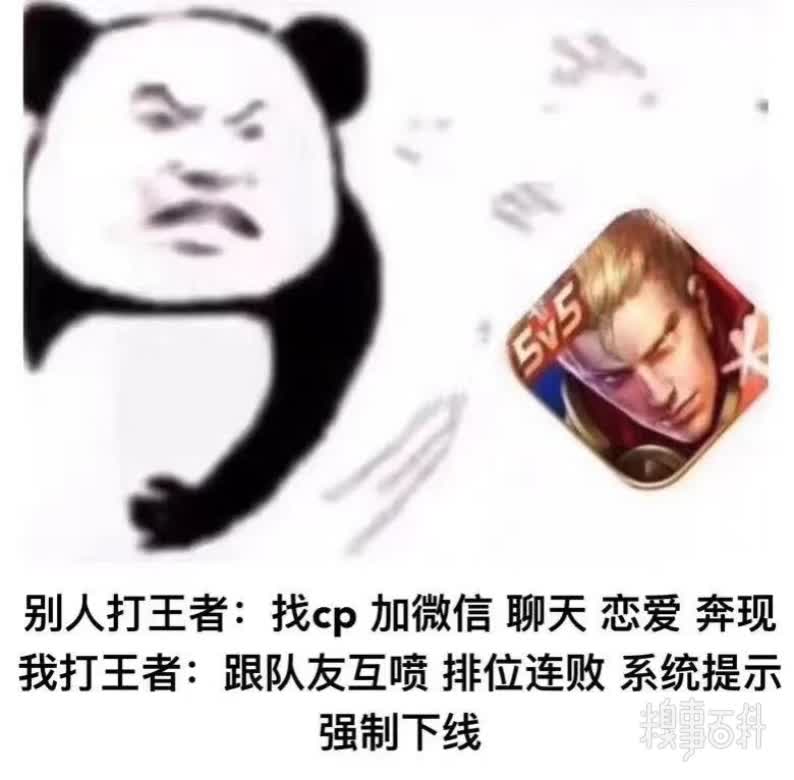 5v5
别人打王者：找cp 加微信 聊天 恋爱 奔现
我打王者：跟队友互喷 排位连败 系统提示
强制下线
糗事百科